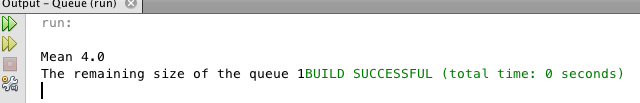 Output - Queue (run)
run:
Mean 4.0
The remaining size of the queue 1BUILD SUCCESSFUL (total time: 0 seconds)